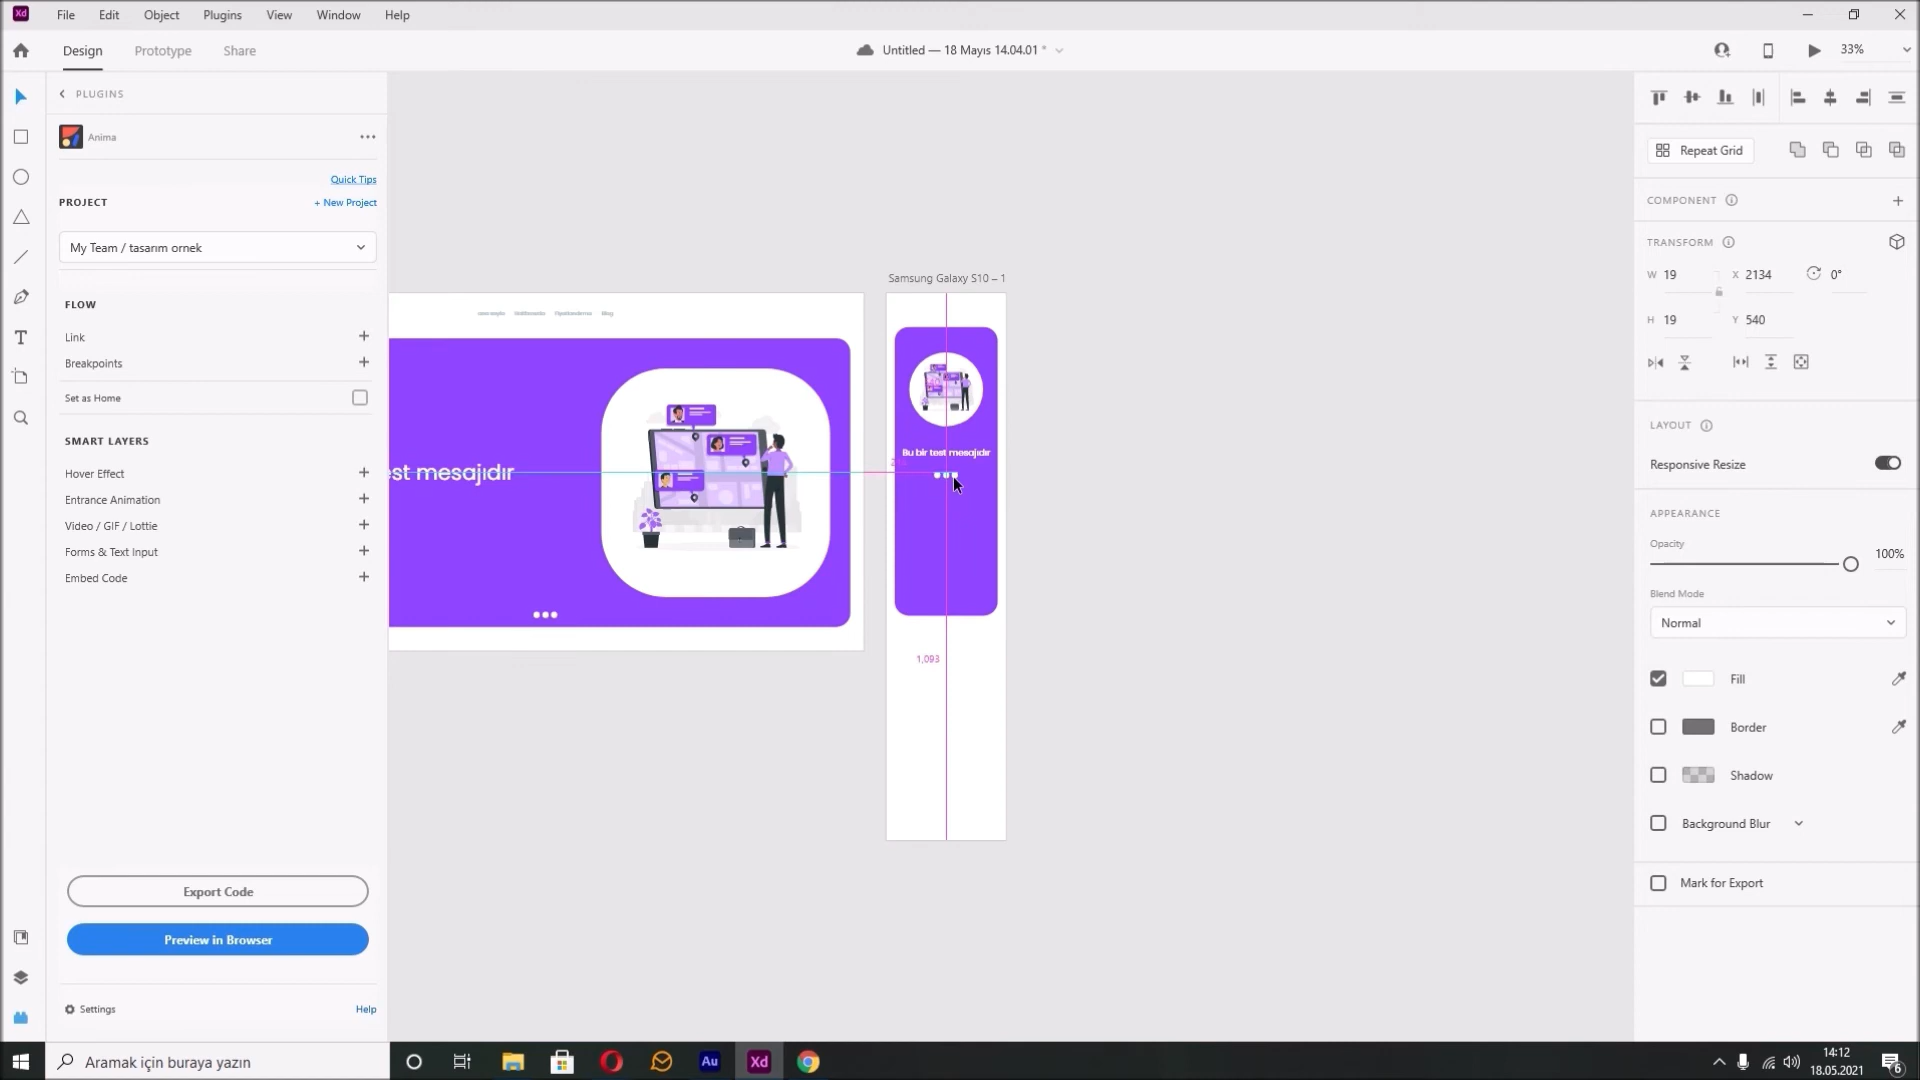 Xd File Edit Object Plugins View Window Help
Design Prototype Share
Untitled — 18 Mayıs 14.04.01 *
33%
PLUGINS
Anima
Quick Tips
PROJECT
+ New Project
My Team / tasarım ornek
FLOW
Link
Breakpoints
Set as Home
SMART LAYERS
Hover Effect
Entrance Animation
Video / GIF / Lottie
Forms & Text Input
Embed Code
Export Code
Preview in Browser
Settings
Help
Samsung Galaxy S10 – 1
Blog
est mesajıdır
Bu bir test mesajıdır
1,093
Repeat Grid
COMPONENT
TRANSFORM
W 19 X 2134 0°
H 19 Y 540
LAYOUT
Responsive Resize
APPEARANCE
Opacity
100%
Blend Mode
Normal
Fill
Border
Shadow
Background Blur
Mark for Export
Aramak için buraya yazın
Au
Xd
14:12
18.05.2021
6